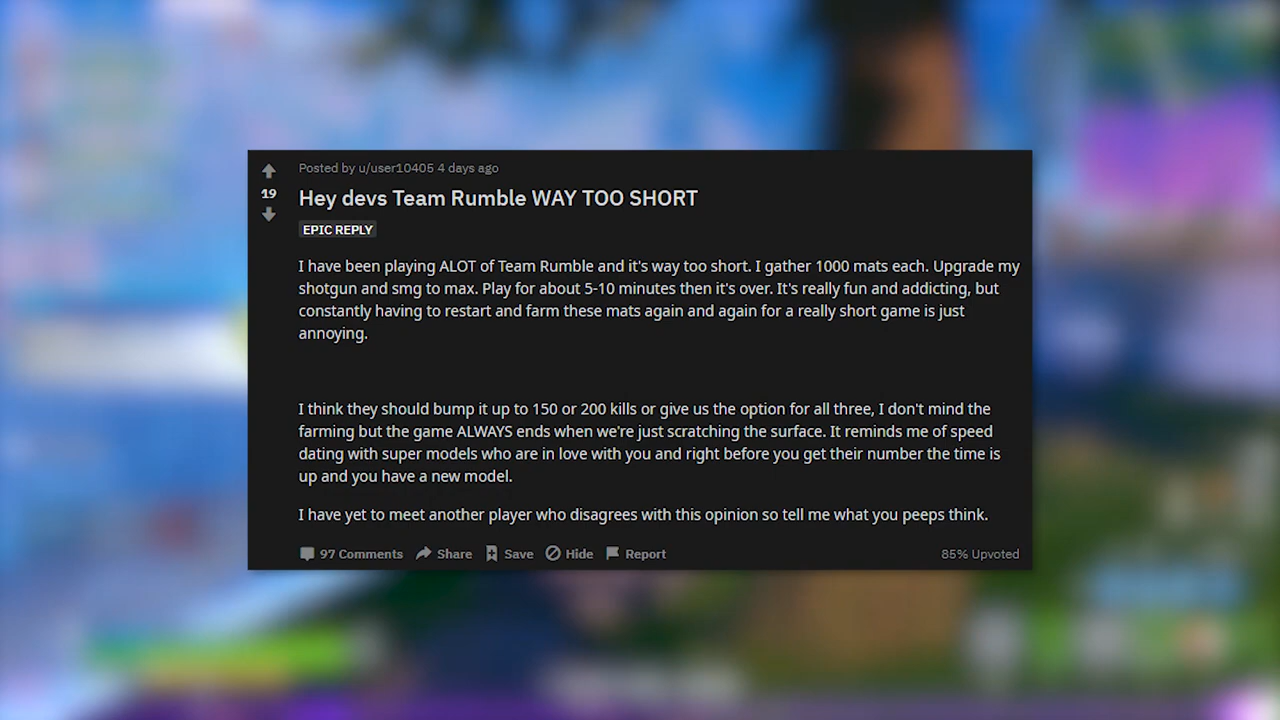 Posted by u/user10405 4 days ago
19
Hey devs Team Rumble WAY TOO SHORT
EPIC REPLY
I have been playing ALOT of Team Rumble and it's way too short. I gather 1000 mats each. Upgrade my
shotgun and smg to max. Play for about 5-10 minutes then it's over. It's really fun and addicting, but
constantly having to restart and farm these mats again and again for a really short game is just
annoying.
I think they should bump it up to 150 or 200 kills or give us the option for all three, I don't mind the
farming but the game ALWAYS ends when we're just scratching the surface. It reminds me of speed
dating with super models who are in love with you and right before you get their number the time is
up and you have a new model.
I have yet to meet another player who disagrees with this opinion so tell me what you peeps think.
97 Comments Share Save Hide Report 85% Upvoted